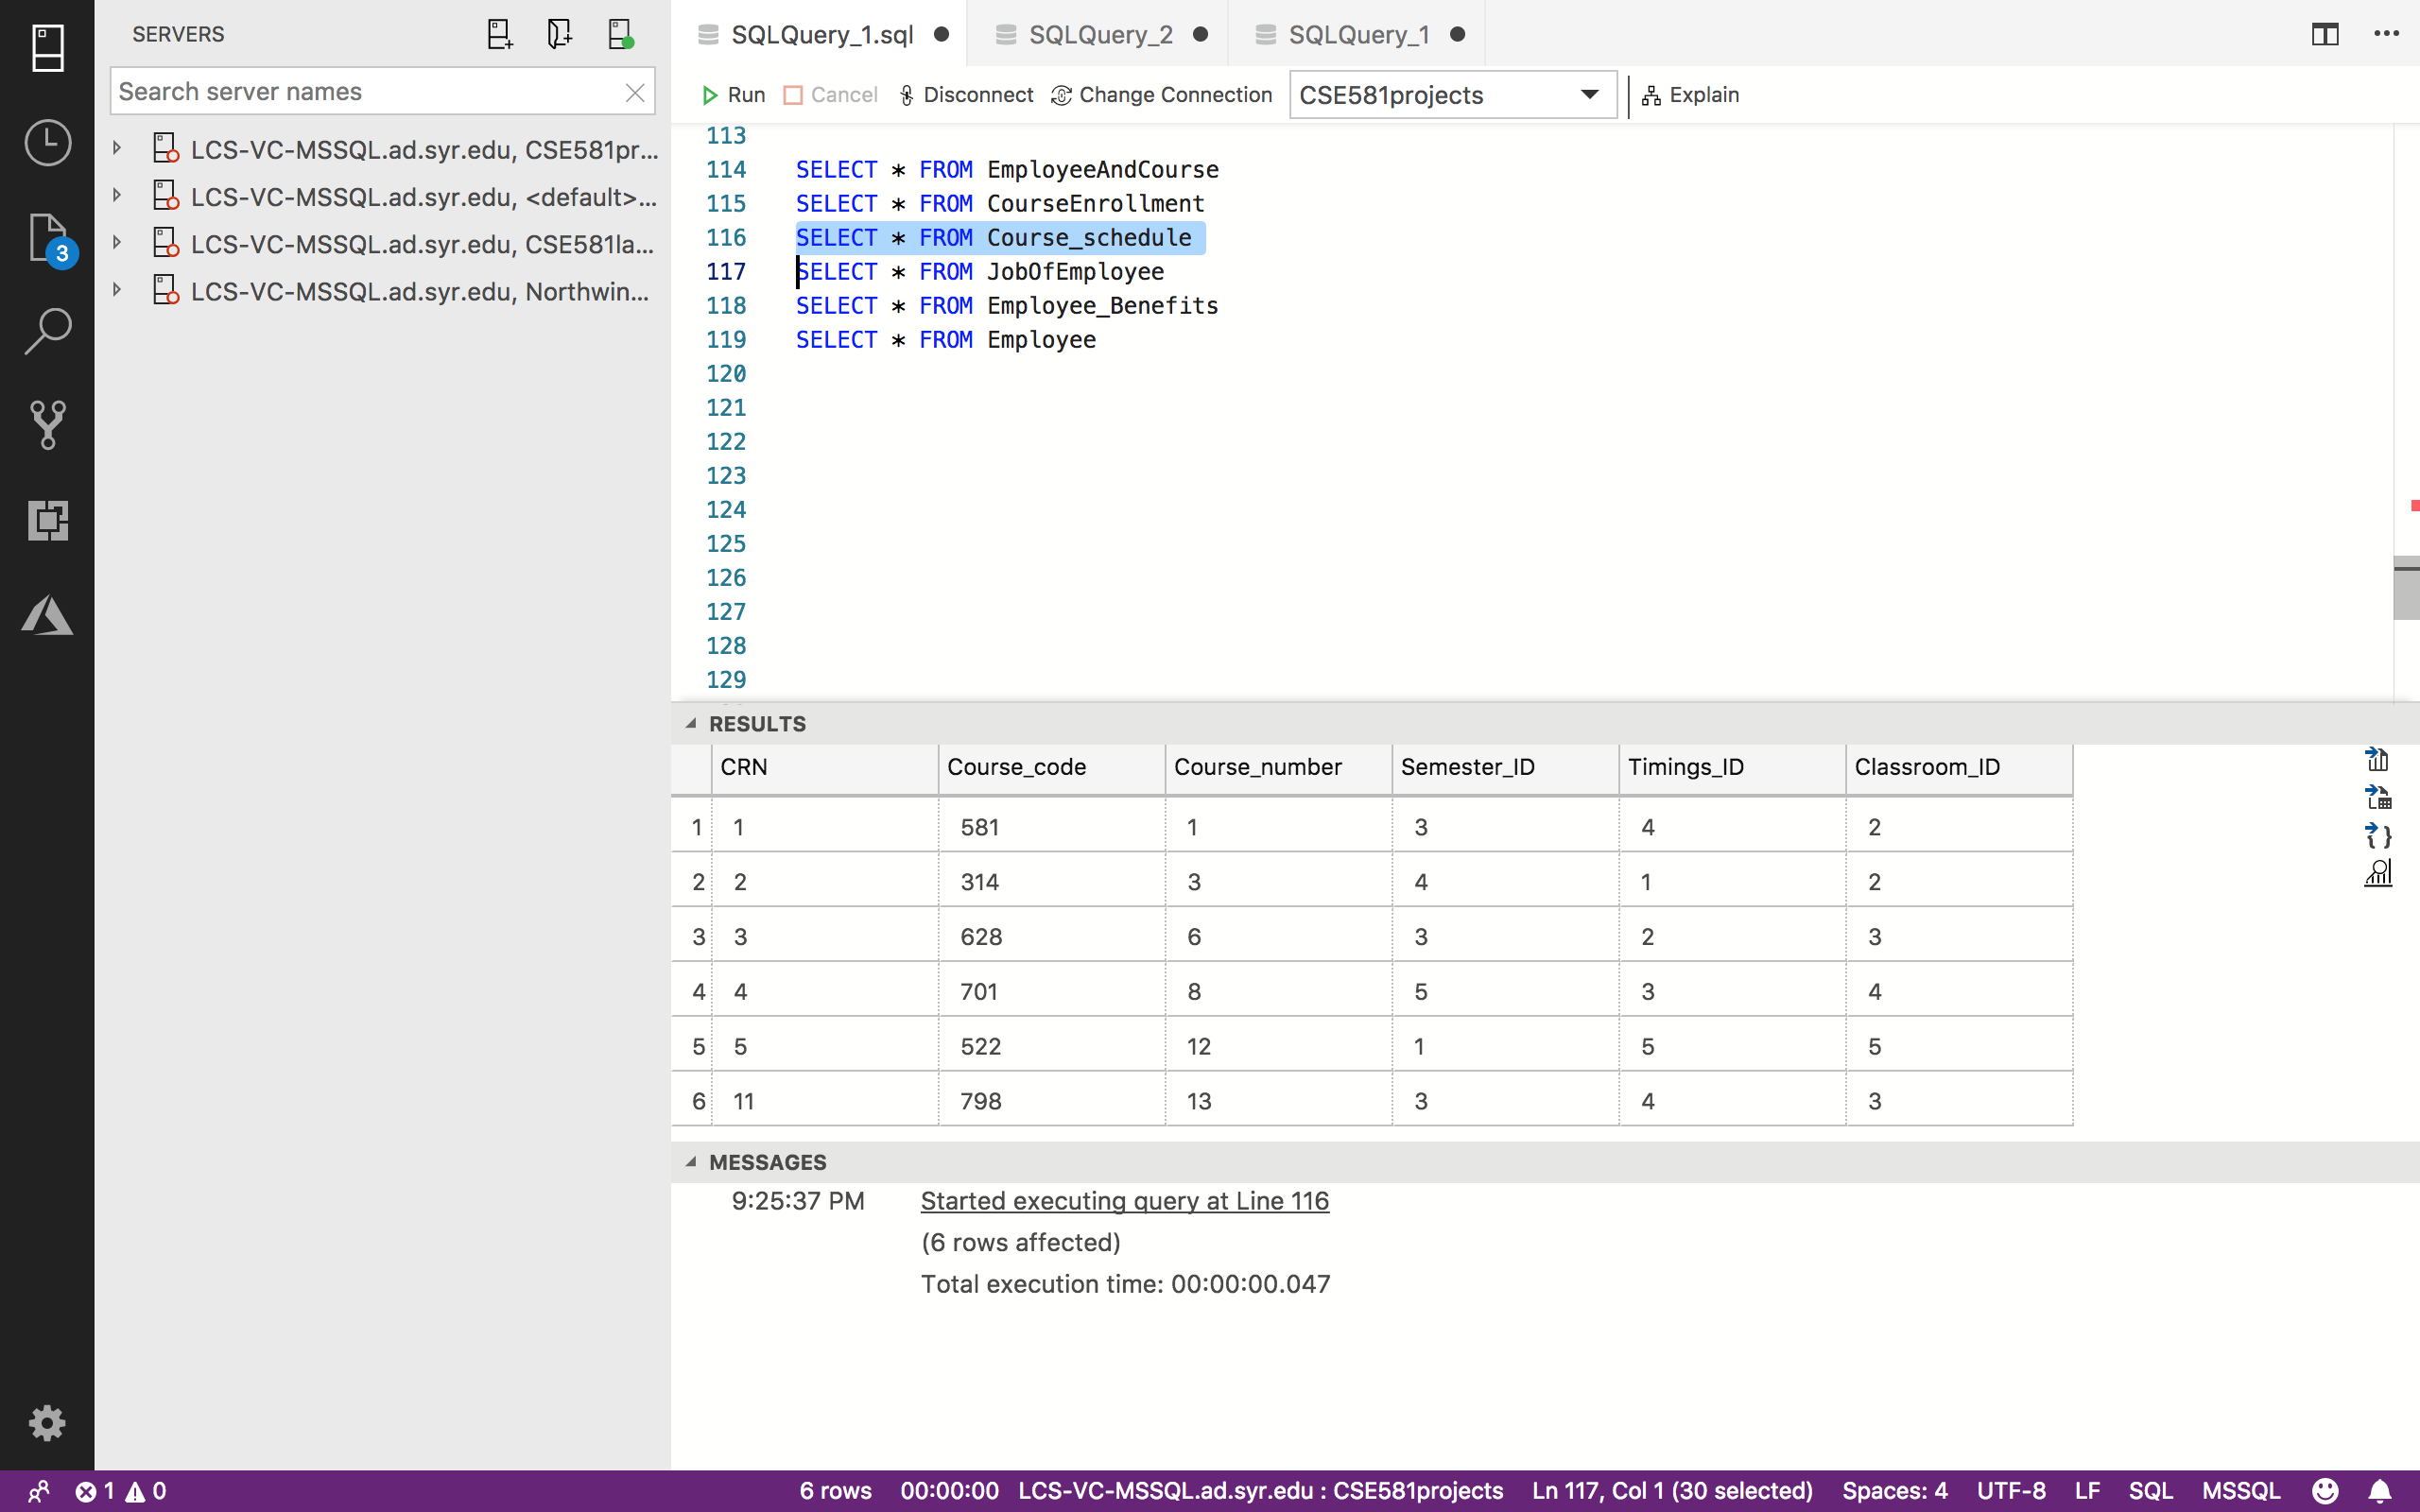 SERVERS
Search server names
LCS-VC-MSSQL.ad.syr.edu, CSE581pr...
LCS-VC-MSSQL.ad.syr.edu, <default>...
LCS-VC-MSSQL.ad.syr.edu, CSE581la...
LCS-VC-MSSQL.ad.syr.edu, Northwin...
3
SQLQuery_1.sql SQLQuery_2 SQLQuery_1
Run Cancel Disconnect Change Connection CSE581projects Explain
113
114 SELECT * FROM EmployeeAndCourse
115 SELECT * FROM CourseEnrollment
116 SELECT * FROM Course_schedule
117 SELECT * FROM JobOfEmployee
118 SELECT * FROM Employee_Benefits
119 SELECT * FROM Employee
120
121
122
123
124
125
126
127
128
129
RESULTS
CRN Course_code Course_number Semester_ID Timings_ID Classroom_ID
1 1 581 1 3 4 2
2 2 314 3 4 1 2
3 3 628 6 3 2 3
4 4 701 8 5 3 4
5 5 522 12 1 5 5
6 11 798 13 3 4 3
MESSAGES
9:25:37 PM Started executing query at Line 116
(6 rows affected)
Total execution time: 00:00:00.047
1 0 6 rows 00:00:00 LCS-VC-MSSQL.ad.syr.edu : CSE581projects Ln 117, Col 1 (30 selected) Spaces: 4 UTF-8 LF SQL MSSQL